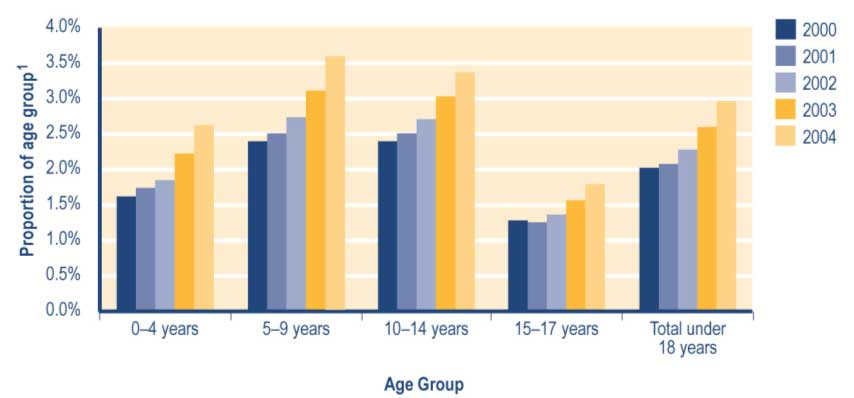 4.0%
3.5%
3.0%
2.5%
2.0%
1.5%
1.0%
0.5%
0.0%
Proportion of age group1
0–4 years
5–9 years
10–14 years
15–17 years
Total under
18 years
Age Group
2000
2001
2002
2003
2004